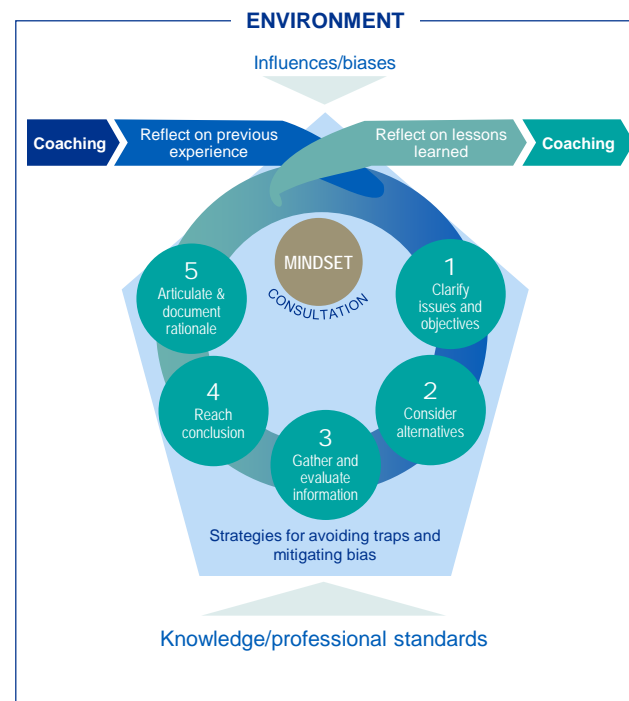 ENVIRONMENT
Influences/biases
Coaching
Reflect on previous
experience
Reflect on lessons
learned
Coaching
MINDSET
CONSULTATION
1
Clarify
issues and
objectives
2
Consider
alternatives
3
Gather and
evaluate
information
4
Reach
conclusion
5
Articulate &
document
rationale
Strategies for avoiding traps and
mitigating bias
Knowledge/professional standards